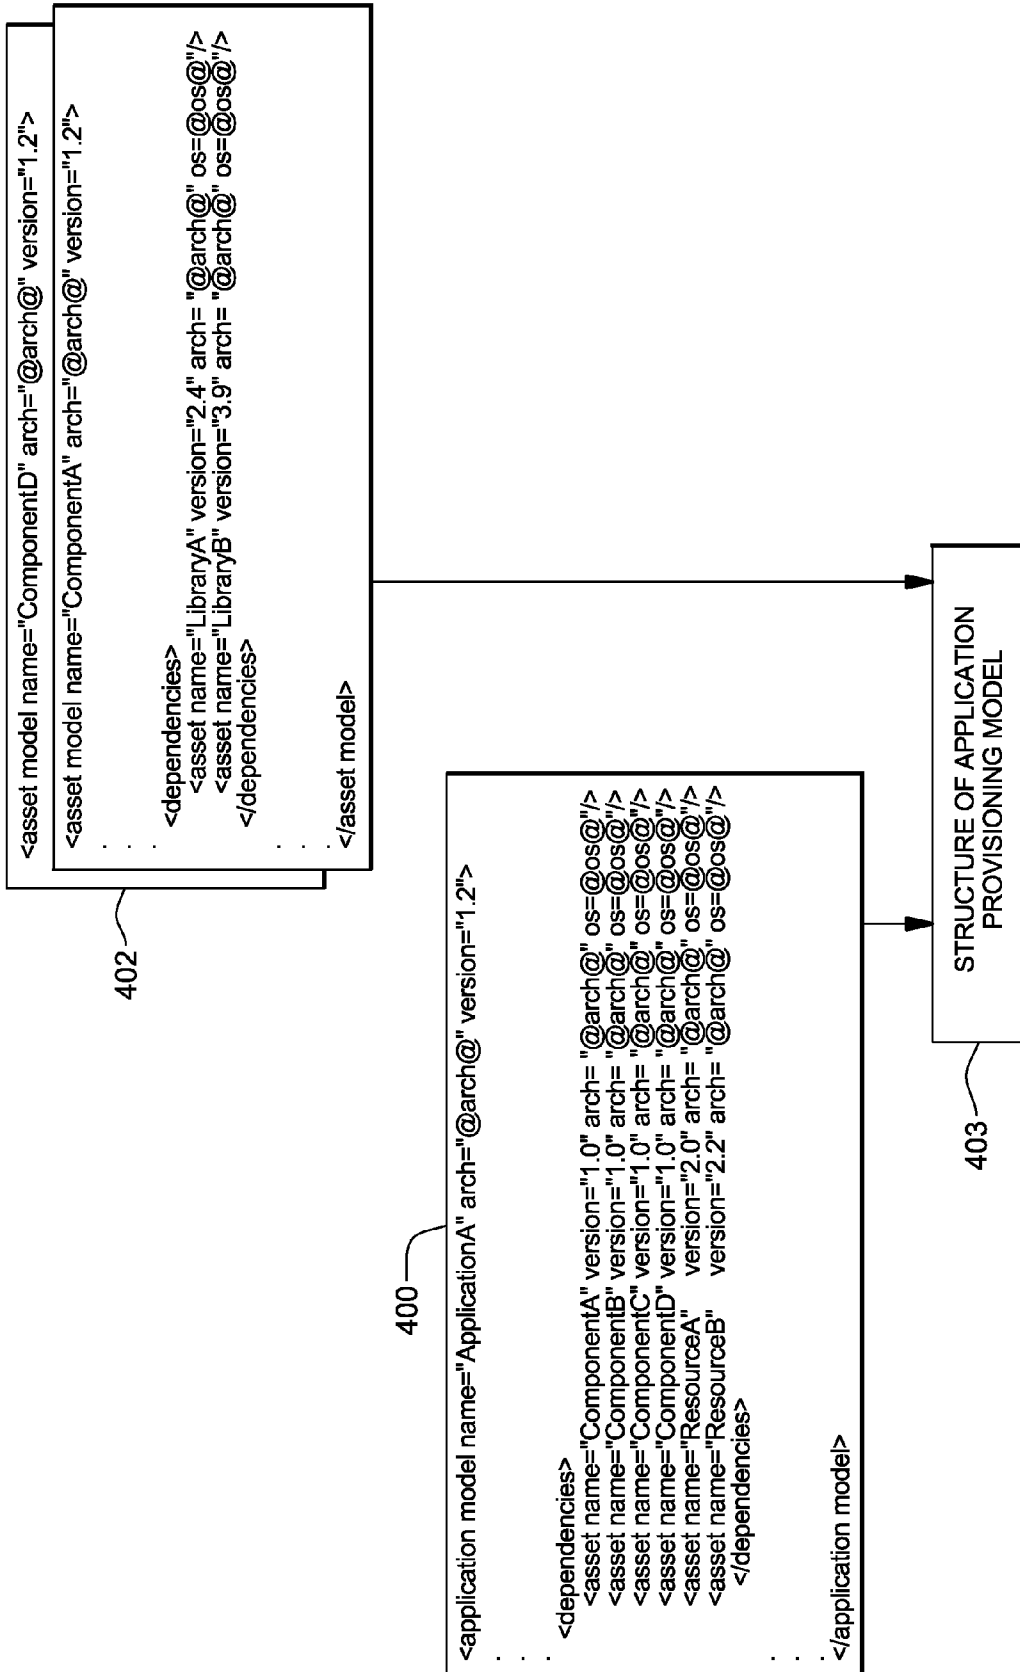 <asset model name="ComponentD" arch="@arch@" version="1.2">
<asset model name="ComponentA" arch="@arch@" version="1.2">
. . .
<dependencies>
<asset name="LibraryA" version="2.4" arch= "@arch@" os=@os@"/>
<asset name="LibraryB" version="3.9" arch= "@arch@" os=@os@"/>
</dependencies>
. . .
</asset model>
402
400
<application model name="ApplicationA" arch="@arch@" version="1.2">
. . .
<dependencies>
<asset name="ComponentA" version="1.0" arch= "@arch@" os=@os@"/>
<asset name="ComponentB" version="1.0" arch= "@arch@" os=@os@"/>
<asset name="ComponentC" version="1.0" arch= "@arch@" os=@os@"/>
<asset name="ComponentD" version="1.0" arch= "@arch@" os=@os@"/>
<asset name="ResourceA" version="2.0" arch= "@arch@" os=@os@"/>
<asset name="ResourceB" version="2.2" arch= "@arch@" os=@os@"/>
</dependencies>
. . .
</application model>
403
STRUCTURE OF APPLICATION
PROVISIONING MODEL